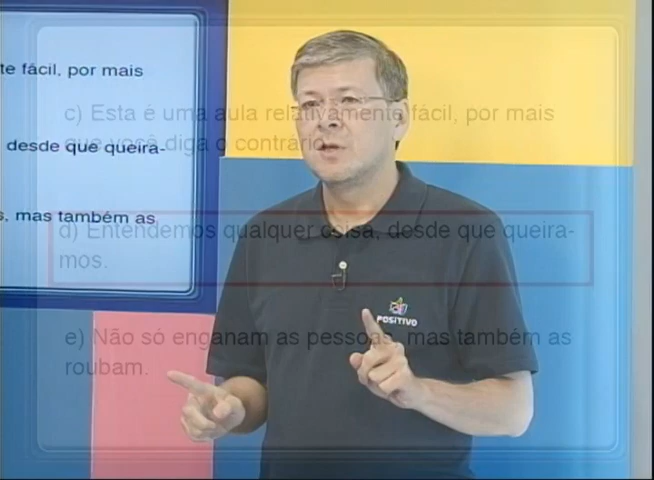 te fácil, por mais
desde que queira-
s, mas também as
c) Esta é uma aula relativamente fácil, por mais
que você diga o contrário.
d) Entendemos qualquer coisa, desde que queira-
mos.
e) Não só enganam as pessoas, mas também as
roubam.
POSITIVO